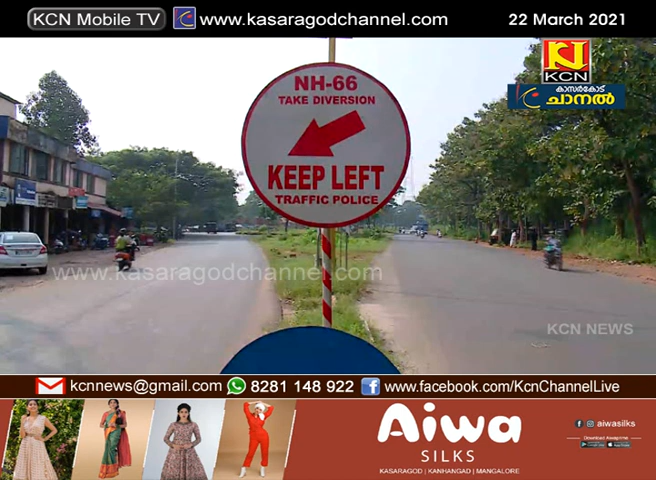 KCN Mobile TV
www.kasaragodchannel.com
22 March 2021
KCN
കാസർകോട്
ചാനൽ
NH-66
TAKE DIVERSION
KEEP LEFT
TRAFFIC POLICE
www.kasaragodchannel.com
KCN NEWS
kcnnews@gmail.com
8281 148 922
www.facebook.com/KcnChannelLive
Aiwa
SILKS
KASARAGOD | KANHANGAD | MANGALORE
aiwasilks